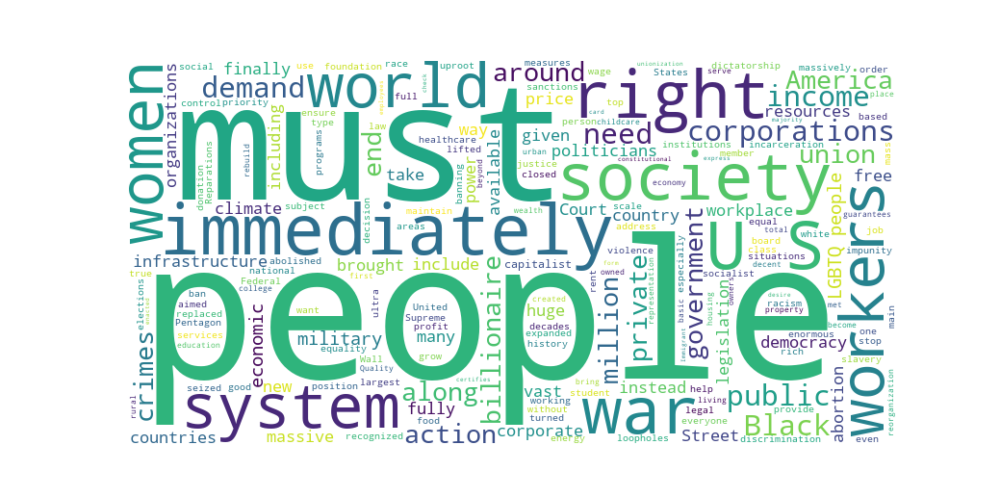 social
uproot
race
measures
unionization
dictatorship
massively
order
finally
use
foundation
around
wage
States
serve
place
women
organizations
demand
world
price
sanctions
right
America
income
control
priority
ensure
type
full
top
person
childcare
card
resources
based
must
including
end
law
healthcare
way
given
need
corporations
majority
mass
donation
Reparations
rebuild
programs
take
lifted
power
banning
beyond
available
urban
politicians
institutions
incarceration
union
free
justice
closed
constitutional
member
express
society
economy
climate
subject
decision
maintain
wealth
Court
scale
country
workplace
equal
white
LGBTQ people
guarantees
job
immediately
areas
address
total
board
class
impunity
US
workers
infrastructure
abolished
national
brought
include
capitalist
violence
government
especially
situations
decent
true
first
form
owned
rent
socialist
racism
property
owners
met
main
crimes
elections
ban
aimed
replaced
Pentagon
services
education
Federal
college
people
want
ultra
United
Supreme
profit
many
created
expanded
decades
history
huge
million
private
representation
basic
housing
immigrant
legislation
desire
become
enormous
rich
democracy
one
stop
slavery
economic
military
equality
Wall
Quality
grow
billionaire
new
seized
good
position
largest
along
certifies
vast
bring
student
instead
help
living
legal
everyone
public
provide
abortion
reorganization
rural
system
fully
food
working
without
turned
war
loopholes
Street
Black
discrimination
even
countries
massive
recognized
action
corporate
energy